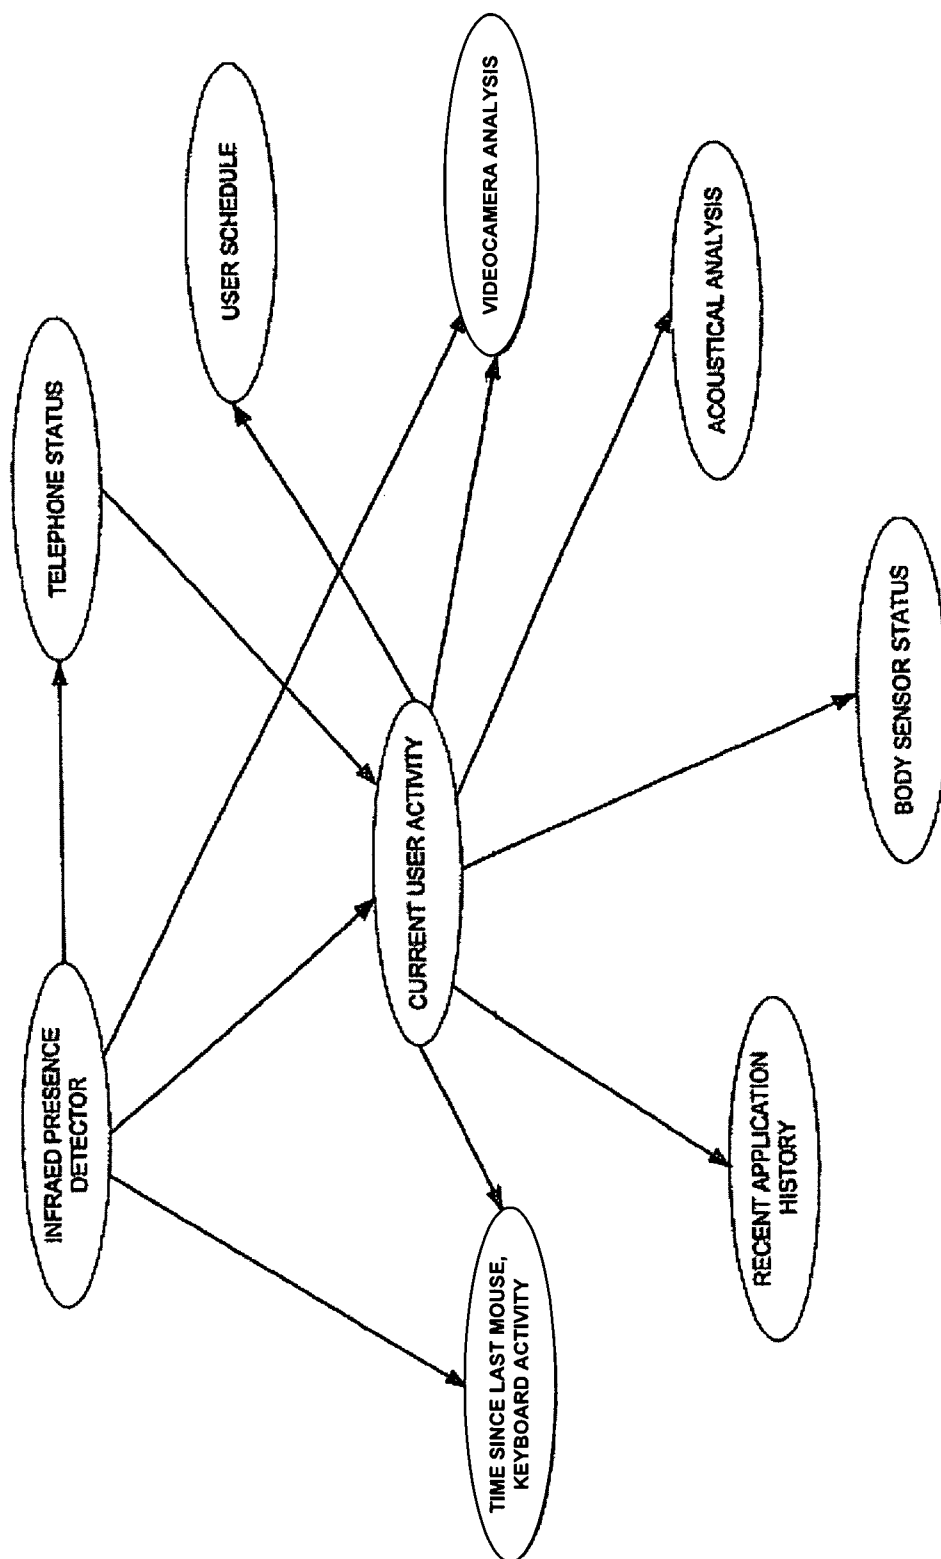 INFRAED PRESENCE
DETECTOR
TELEPHONE STATUS
USER SCHEDULE
TIME SINCE LAST MOUSE,
KEYBOARD ACTIVITY
CURRENT USER ACTIVITY
VIDEOCAMERA ANALYSIS
RECENT APPLICATION
HISTORY
BODY SENSOR STATUS
ACOUSTICAL ANALYSIS